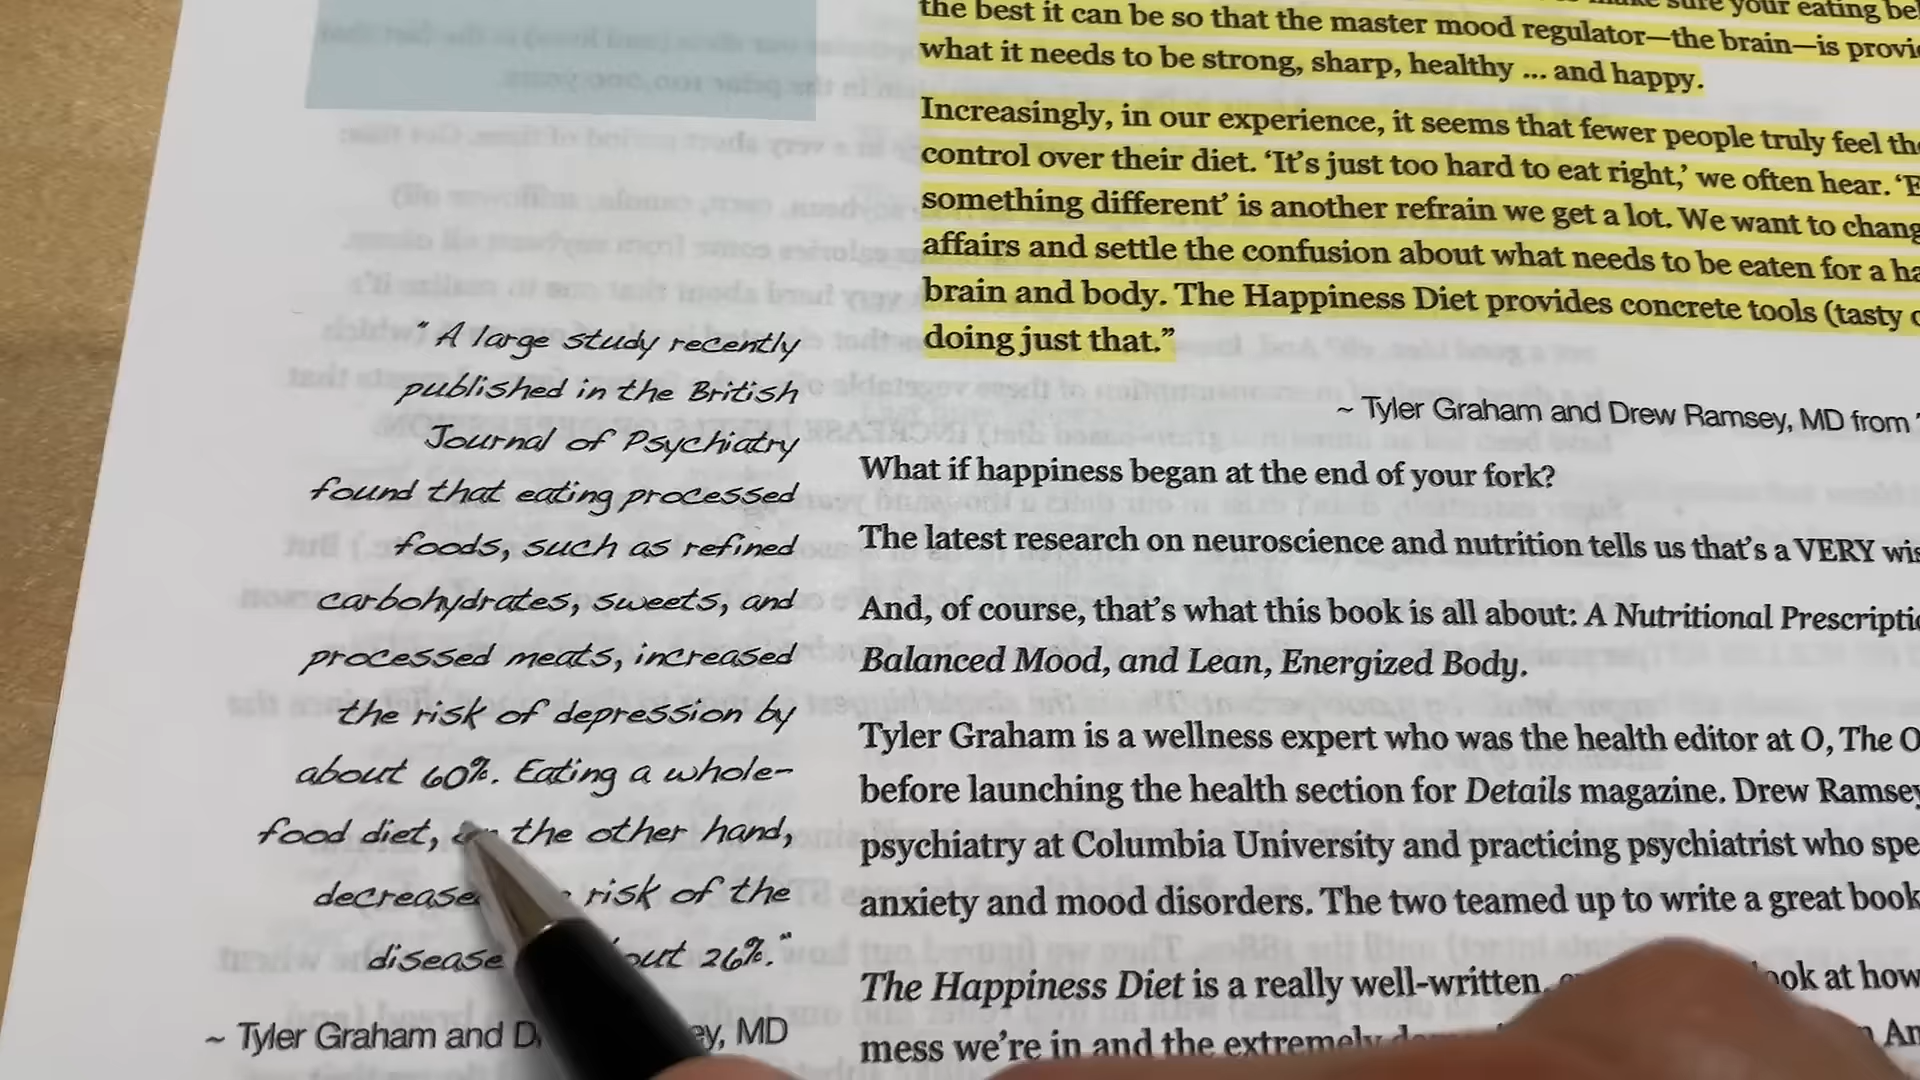 the best it can be so that the master mood regulator—the brain—is
what it needs to be strong, sharp, healthy ... and happy.
Increasingly, in our experience, it seems that fewer people truly feel
control over their diet. ‘It’s just too hard to eat right,’ we often hear.
something different’ is another refrain we get a lot. We want to
affairs and settle the confusion about what needs to be eaten for a
brain and body. The Happiness Diet provides concrete tools (tasty
doing just that.”
~ Tyler Graham and Drew Ramsey, MD from
What if happiness began at the end of your fork?
The latest research on neuroscience and nutrition tells us that’s a VERY
And, of course, that’s what this book is all about: A Nutritional
Balanced Mood, and Lean, Energized Body.
Tyler Graham is a wellness expert who was the health editor at O, The
before launching the health section for Details magazine. Drew Ramsey
psychiatry at Columbia University and practicing psychiatrist who
anxiety and mood disorders. The two teamed up to write a great book
The Happiness Diet is a really well-written, at how
mess we’re in and the extremely
"A large study recently
published in the British
Journal of Psychiatry
found that eating processed
foods, such as refined
carbohydrates, sweets, and
processed meats, increased
the risk of depression by
about 60%. Eating a whole-
food diet, on the other hand,
risk of the
disease 26%."
~ Tyler Graham and MD